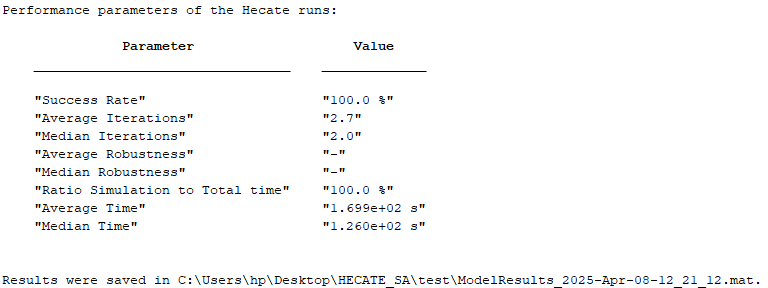 Performance parameters of the Hecate runs:
Parameter Value
"Success Rate" "100.0 %"
"Average Iterations" "2.7"
"Median Iterations" "2.0"
"Average Robustness" "-"
"Median Robustness" "-"
"Ratio Simulation to Total time" "100.0 %"
"Average Time" "1.699e+02 s"
"Median Time" "1.260e+02 s"
Results were saved in C:\Users\hp\Desktop\HECATE_SA\test\ModelResults_2025-Apr-08-12_21_12.mat.